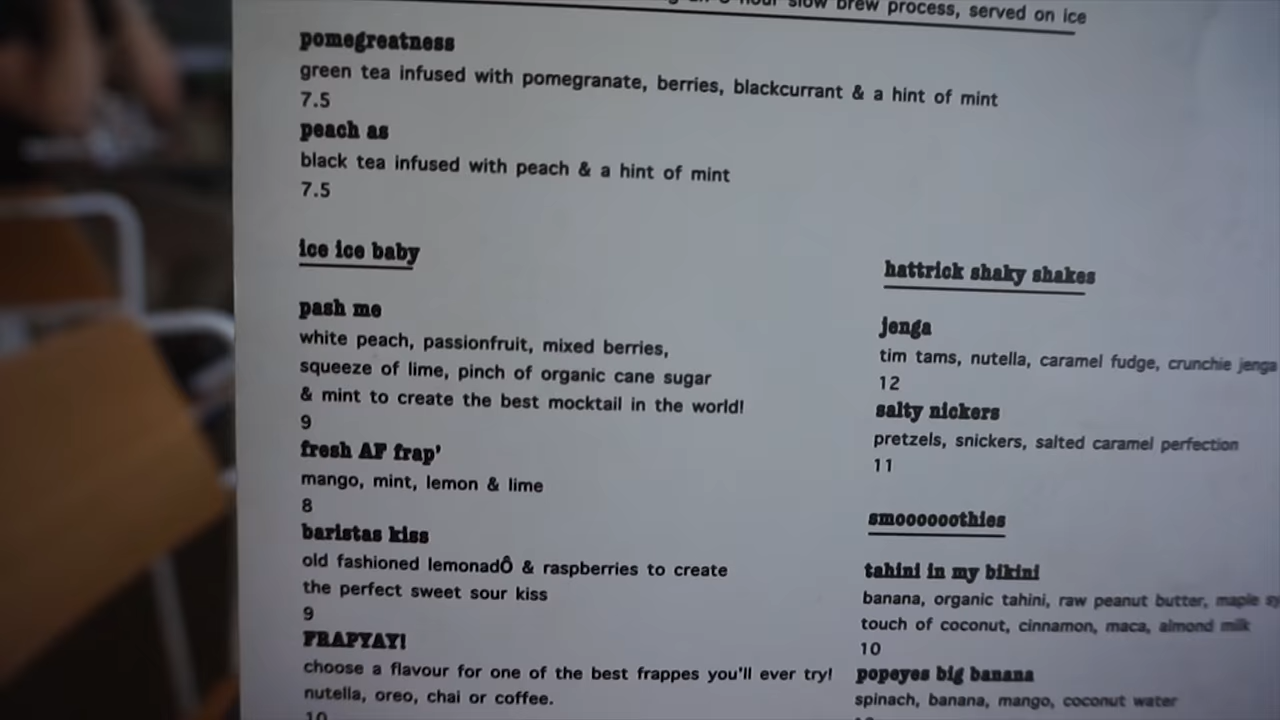 hour slow brew process, served on ice
pomegreatness
green tea infused with pomegranate, berries, blackcurrant & a hint of mint
7.5
peach as
black tea infused with peach & a hint of mint
7.5
ice ice baby
pash me
white peach, passionfruit, mixed berries,
squeeze of lime, pinch of organic cane sugar
& mint to create the best mocktail in the world!
9
fresh AF frap'
mango, mint, lemon & lime
8
baristas kiss
old fashioned lemonadÔ & raspberries to create
the perfect sweet sour kiss
9
FRAPYAY!
choose a flavour for one of the best frappes you'll ever try!
nutella, oreo, chai or coffee.
10
hattrick shaky shakes
jenga
tim tams, nutella, caramel fudge, crunchie jenga
12
salty nickers
pretzels, snickers, salted caramel perfection
11
smoooooothies
tahini in my bikini
banana, organic tahini, raw peanut butter, maple
touch of coconut, cinnamon, maca, almond milk
10
popeyes big banana
spinach, banana, mango, coconut water